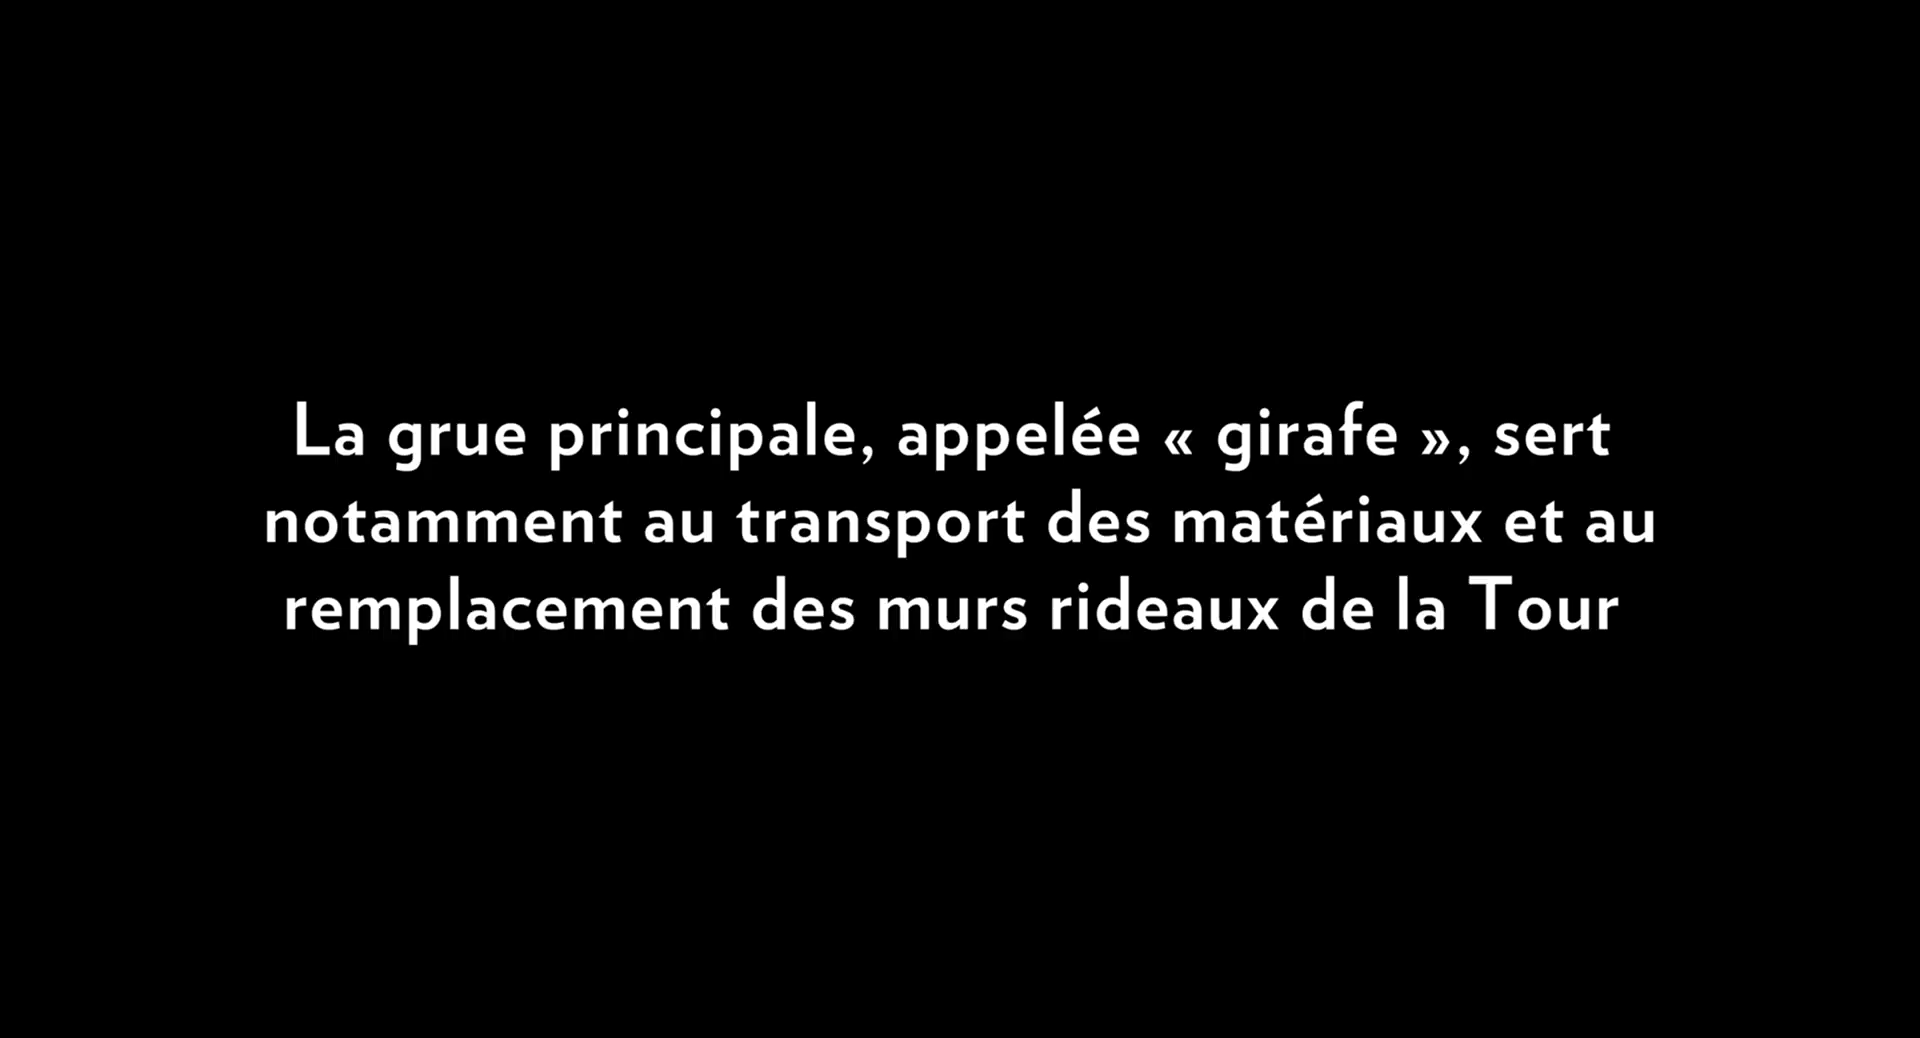 La grue principale, appelée « girafe », sert
notamment au transport des matériaux et au
remplacement des murs rideaux de la Tour